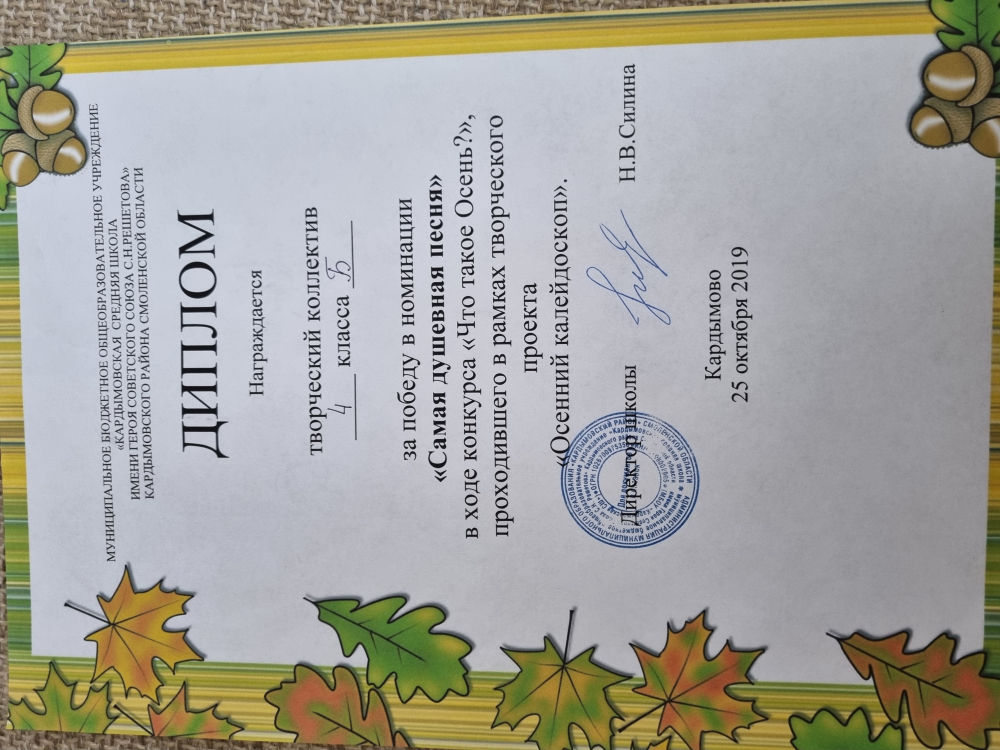 МУНИЦИПАЛЬНОЕ БЮДЖЕТНОЕ ОБЩЕОБРАЗОВАТЕЛЬНОЕ УЧРЕЖДЕНИЕ
«КАРДЫМОВСКАЯ СРЕДНЯЯ ШКОЛА
ИМЕНИ ГЕРОЯ СОВЕТСКОГО СОЮЗА С.Н.РЕШЕТОВА»
КАРДЫМОВСКОГО РАЙОНА СМОЛЕНСКОЙ ОБЛАСТИ
ДИПЛОМ
Награждается
творческий коллектив
4 класса Б
за победу в номинации
«Самая душевная песня»
в ходе конкурса «Что такое Осень?»,
проходившего в рамках творческого
проекта
«Осенний калейдоскоп».
Директор школы Н.В.Силина
Кардымово
25 октября 2019